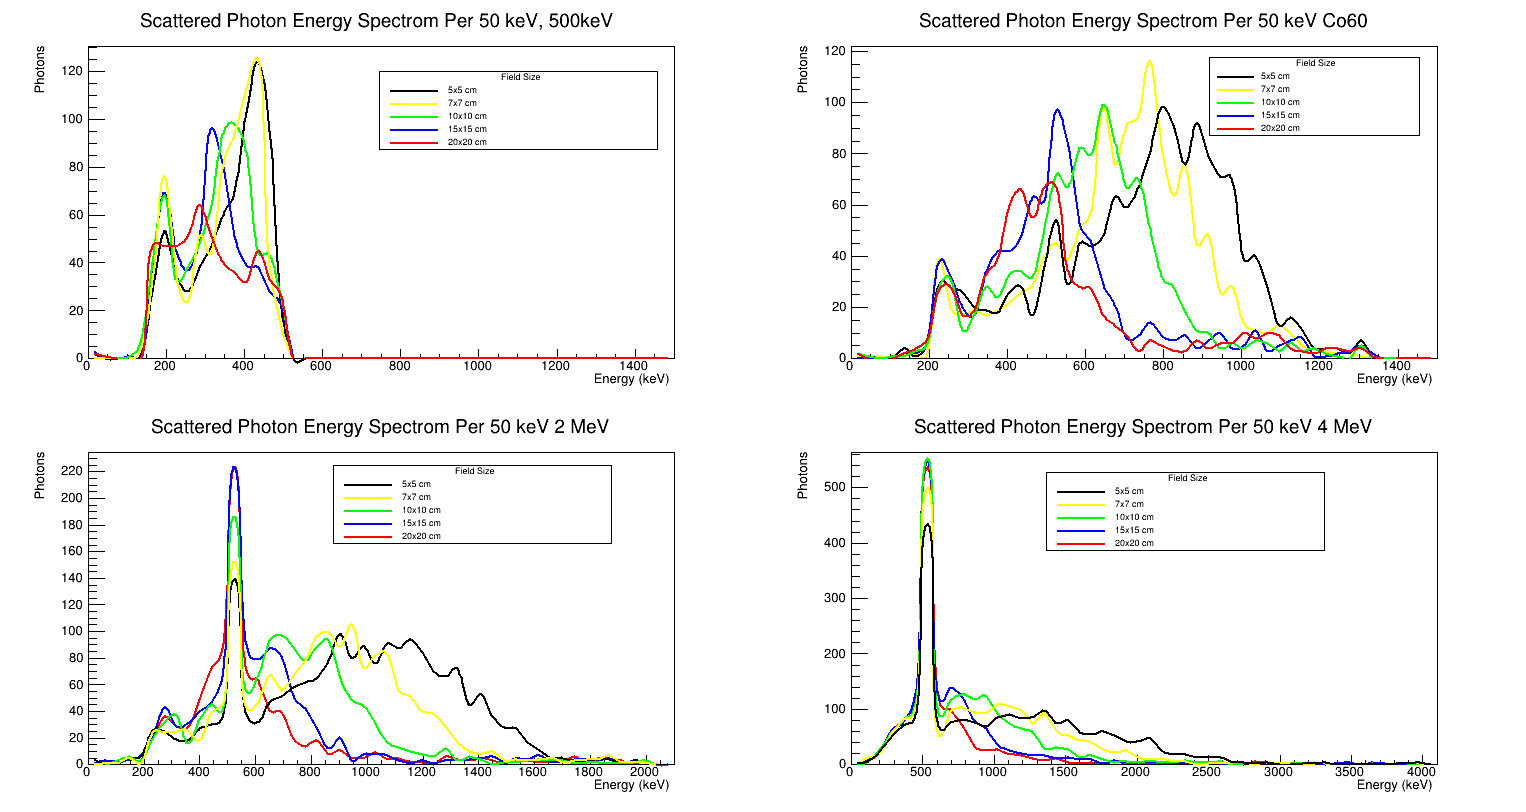 Scattered Photon Energy Spectrom Per 50 keV, 500keV
Photons
Field Size
5x5 cm
7x7 cm
10x10 cm
15x15 cm
20x20 cm
120
100
80
60
40
20
0
0 200 400 600 800 1000 1200 1400
Energy (keV)
Scattered Photon Energy Spectrom Per 50 keV Co60
Photons
Field Size
5x5 cm
7x7 cm
10x10 cm
15x15 cm
20x20 cm
120
100
80
60
40
20
0
0 200 400 600 800 1000 1200 1400
Energy (keV)
Scattered Photon Energy Spectrom Per 50 keV 2 MeV
Photons
Field Size
5x5 cm
7x7 cm
10x10 cm
15x15 cm
20x20 cm
220
200
180
160
140
120
100
80
60
40
20
0
0 200 400 600 800 1000 1200 1400 1600 1800 2000
Energy (keV)
Scattered Photon Energy Spectrom Per 50 keV 4 MeV
Photons
Field Size
5x5 cm
7x7 cm
10x10 cm
15x15 cm
20x20 cm
500
400
300
200
100
0
0 500 1000 1500 2000 2500 3000 3500 4000
Energy (keV)